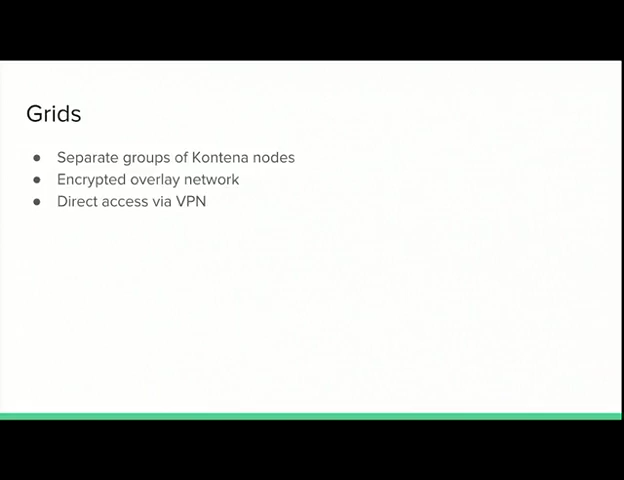 Grids
● Separate groups of Kontena nodes
● Encrypted overlay network
● Direct access via VPN